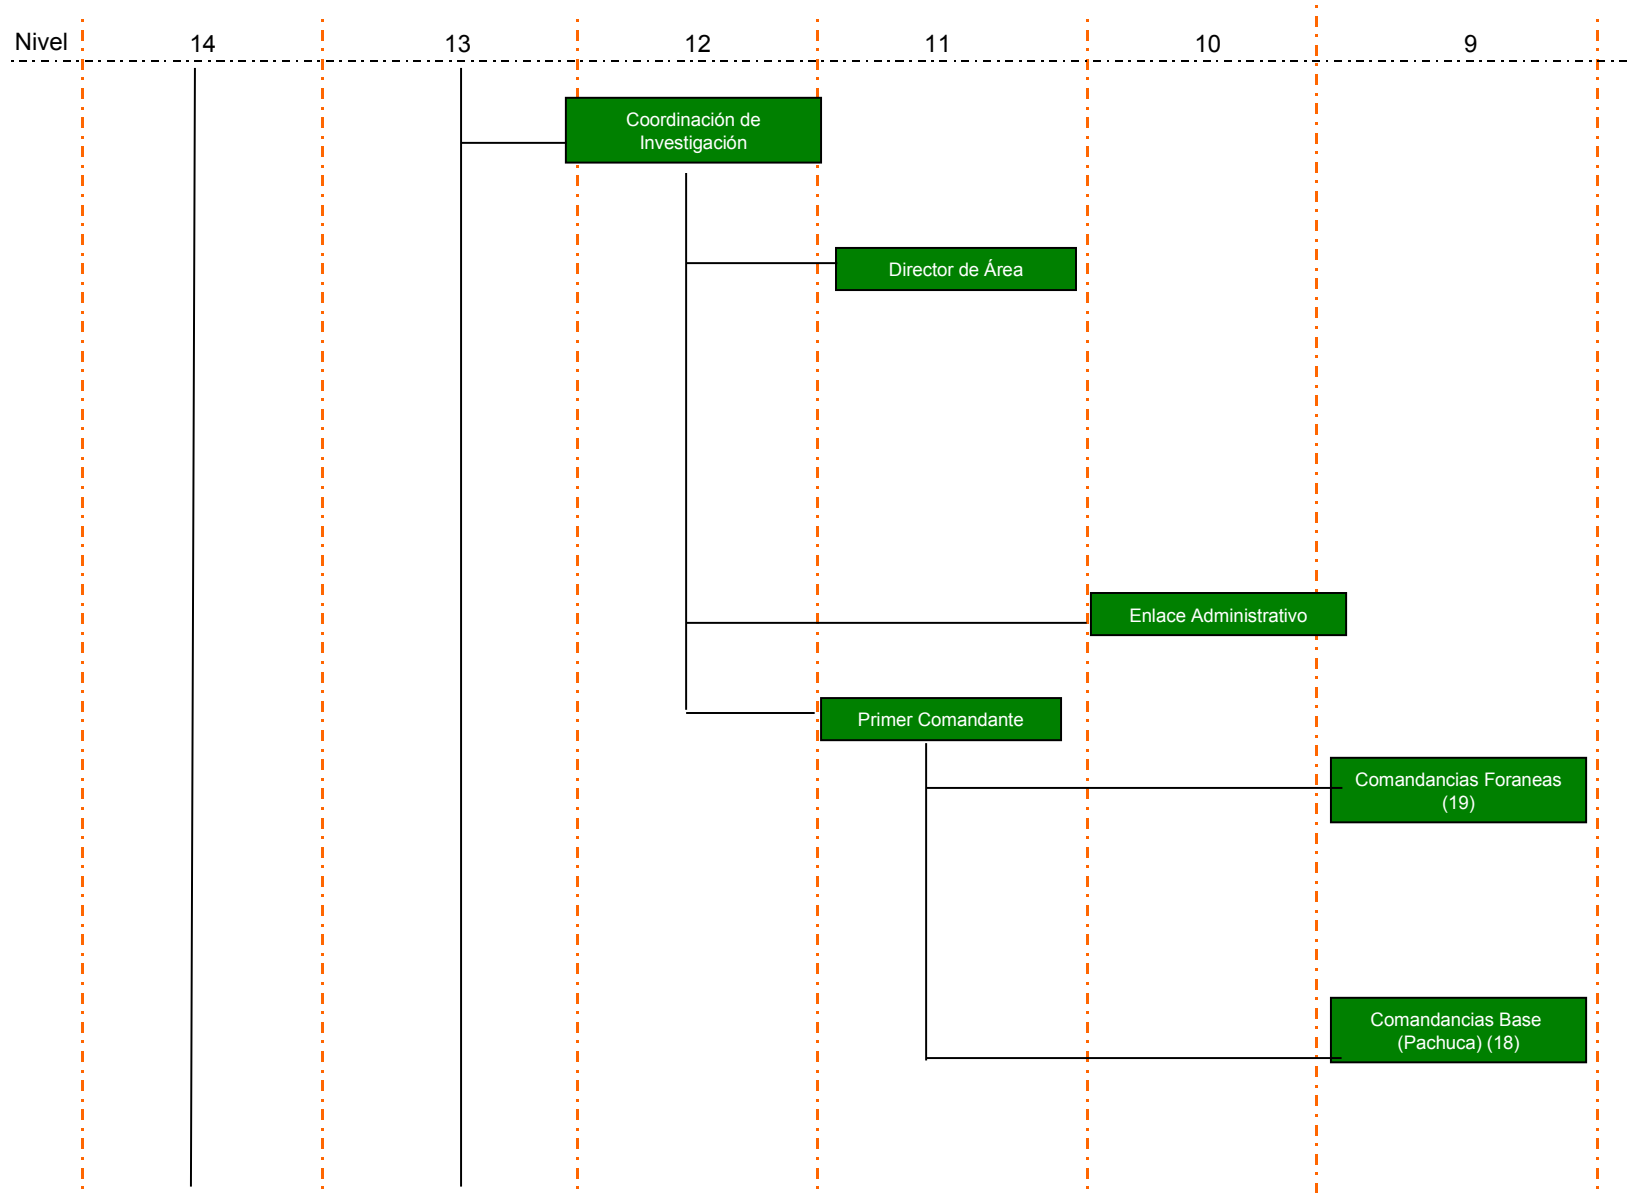 Nivel 14 13 12 11 10 9
Coordinación de
Investigación
Director de Área
Enlace Administrativo
Primer Comandante
Comandancias Foraneas
(19)
Comandancias Base
(Pachuca) (18)